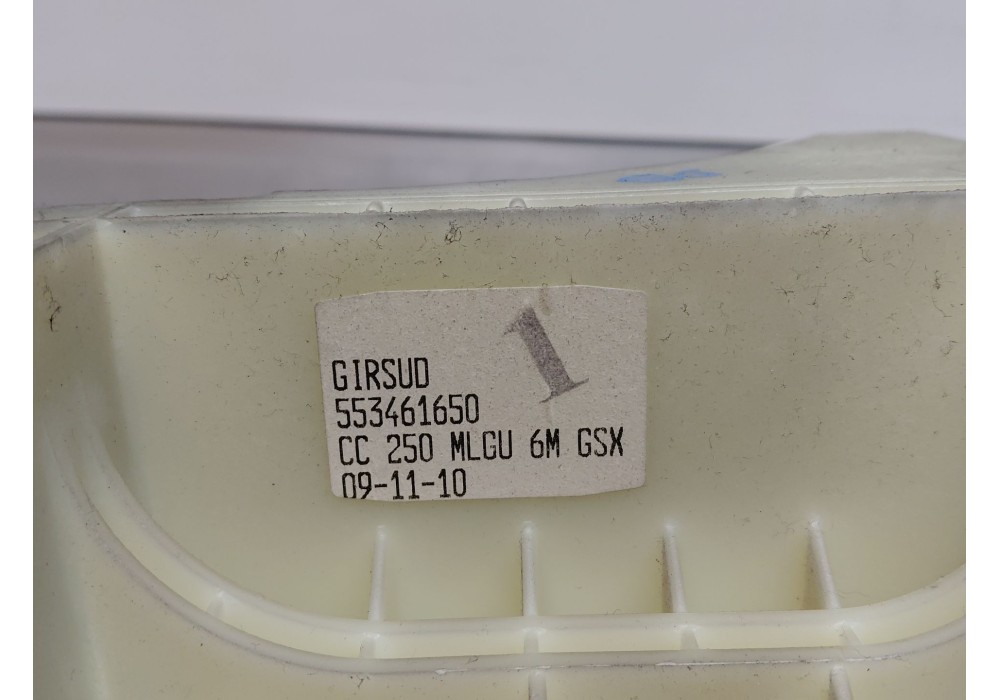 1
GIRSUD
553461650
CC 250 MLGU 6M GSX
09-11-10